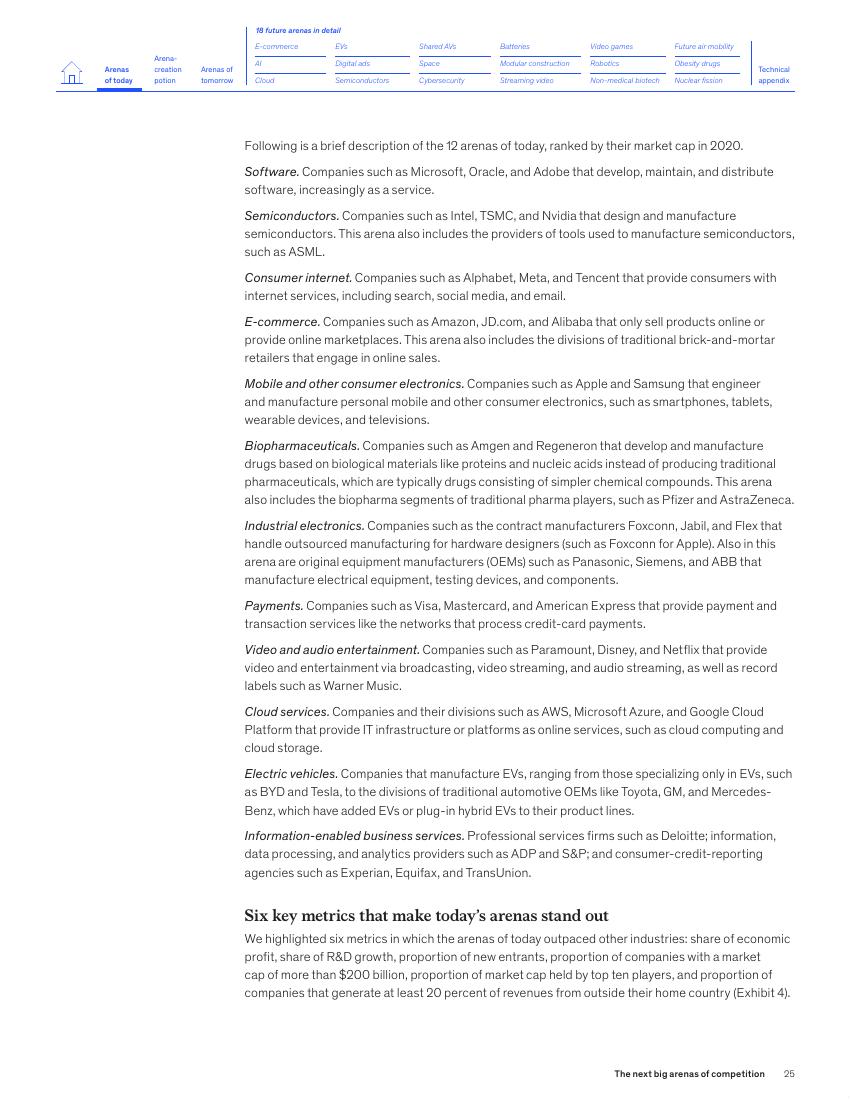 18 future arenas in detail
Arenas
of today
Arena-
creation
potion
Arenas of
tomorrow
E-commerce
EVs
Shared AVs
Batteries
Video games
Future air mobility
AI
Digital ads
Space
Modular construction
Robotics
Obesity drugs
Cloud
Semiconductors
Cybersecurity
Streaming video
Non-medical biotech
Nuclear fission
Technical
appendix
Following is a brief description of the 12 arenas of today, ranked by their market cap in 2020.
Software. Companies such as Microsoft, Oracle, and Adobe that develop, maintain, and distribute
software, increasingly as a service.
Semiconductors. Companies such as Intel, TSMC, and Nvidia that design and manufacture
semiconductors. This arena also includes the providers of tools used to manufacture semiconductors,
such as ASML.
Consumer internet. Companies such as Alphabet, Meta, and Tencent that provide consumers with
internet services, including search, social media, and email.
E-commerce. Companies such as Amazon, JD.com, and Alibaba that only sell products online or
provide online marketplaces. This arena also includes the divisions of traditional brick-and-mortar
retailers that engage in online sales.
Mobile and other consumer electronics. Companies such as Apple and Samsung that engineer
and manufacture personal mobile and other consumer electronics, such as smartphones, tablets,
wearable devices, and televisions.
Biopharmaceuticals. Companies such as Amgen and Regeneron that develop and manufacture
drugs based on biological materials like proteins and nucleic acids instead of producing traditional
pharmaceuticals, which are typically drugs consisting of simpler chemical compounds. This arena
also includes the biopharma segments of traditional pharma players, such as Pfizer and AstraZeneca.
Industrial electronics. Companies such as the contract manufacturers Foxconn, Jabil, and Flex that
handle outsourced manufacturing for hardware designers (such as Foxconn for Apple). Also in this
arena are original equipment manufacturers (OEMs) such as Panasonic, Siemens, and ABB that
manufacture electrical equipment, testing devices, and components.
Payments. Companies such as Visa, Mastercard, and American Express that provide payment and
transaction services like the networks that process credit-card payments.
Video and audio entertainment. Companies such as Paramount, Disney, and Netflix that provide
video and entertainment via broadcasting, video streaming, and audio streaming, as well as record
labels such as Warner Music.
Cloud services. Companies and their divisions such as AWS, Microsoft Azure, and Google Cloud
Platform that provide IT infrastructure or platforms as online services, such as cloud computing and
cloud storage.
Electric vehicles. Companies that manufacture EVs, ranging from those specializing only in EVs, such
as BYD and Tesla, to the divisions of traditional automotive OEMs like Toyota, GM, and Mercedes-
Benz, which have added EVs or plug-in hybrid EVs to their product lines.
Information-enabled business services. Professional services firms such as Deloitte; information,
data processing, and analytics providers such as ADP and S&P; and consumer-credit-reporting
agencies such as Experian, Equifax, and TransUnion.
Six key metrics that make today's arenas stand out
We highlighted six metrics in which the arenas of today outpaced other industries: share of economic
profit, share of R&D growth, proportion of new entrants, proportion of companies with a market
cap of more than $200 billion, proportion of market cap held by top ten players, and proportion of
companies that generate at least 20 percent of revenues from outside their home country (Exhibit 4).
The next big arenas of competition 25